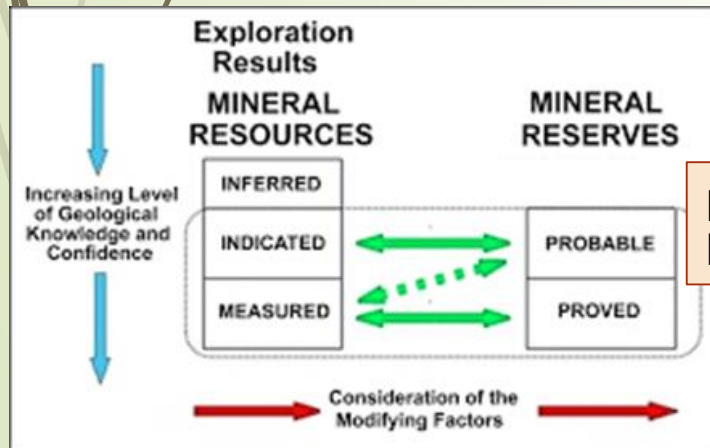 Exploration
Results
MINERAL
RESOURCES
MINERAL
RESERVES
Increasing Level
of Geological
Knowledge and
Confidence
INFERRED
INDICATED
MEASURED
PROBABLE
PROVED
Consideration of the
Modifying Factors